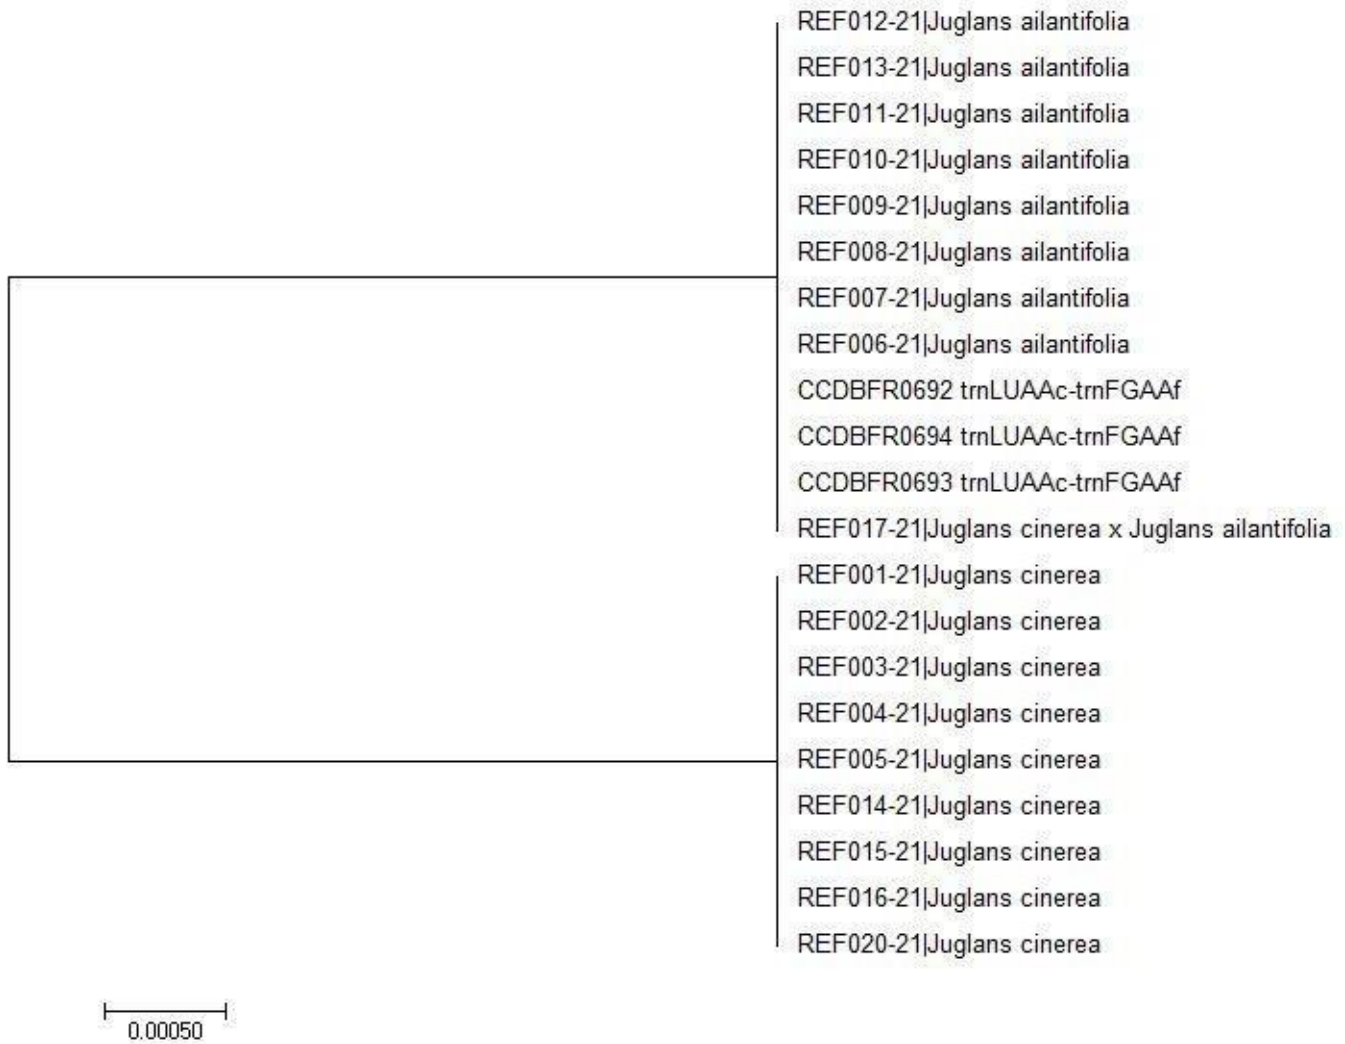 REF012-21|Juglans ailantifolia
REF013-21|Juglans ailantifolia
REF011-21|Juglans ailantifolia
REF010-21|Juglans ailantifolia
REF009-21|Juglans ailantifolia
REF008-21|Juglans ailantifolia
REF007-21|Juglans ailantifolia
REF006-21|Juglans ailantifolia
CCDBFR0692 trnLUAAc-trnFGAAf
CCDBFR0694 trnLUAAc-trnFGAAf
CCDBFR0693 trnLUAAc-trnFGAAf
REF017-21|Juglans cinerea x Juglans ailantifolia
REF001-21|Juglans cinerea
REF002-21|Juglans cinerea
REF003-21|Juglans cinerea
REF004-21|Juglans cinerea
REF005-21|Juglans cinerea
REF014-21|Juglans cinerea
REF015-21|Juglans cinerea
REF016-21|Juglans cinerea
REF020-21|Juglans cinerea
0.00050